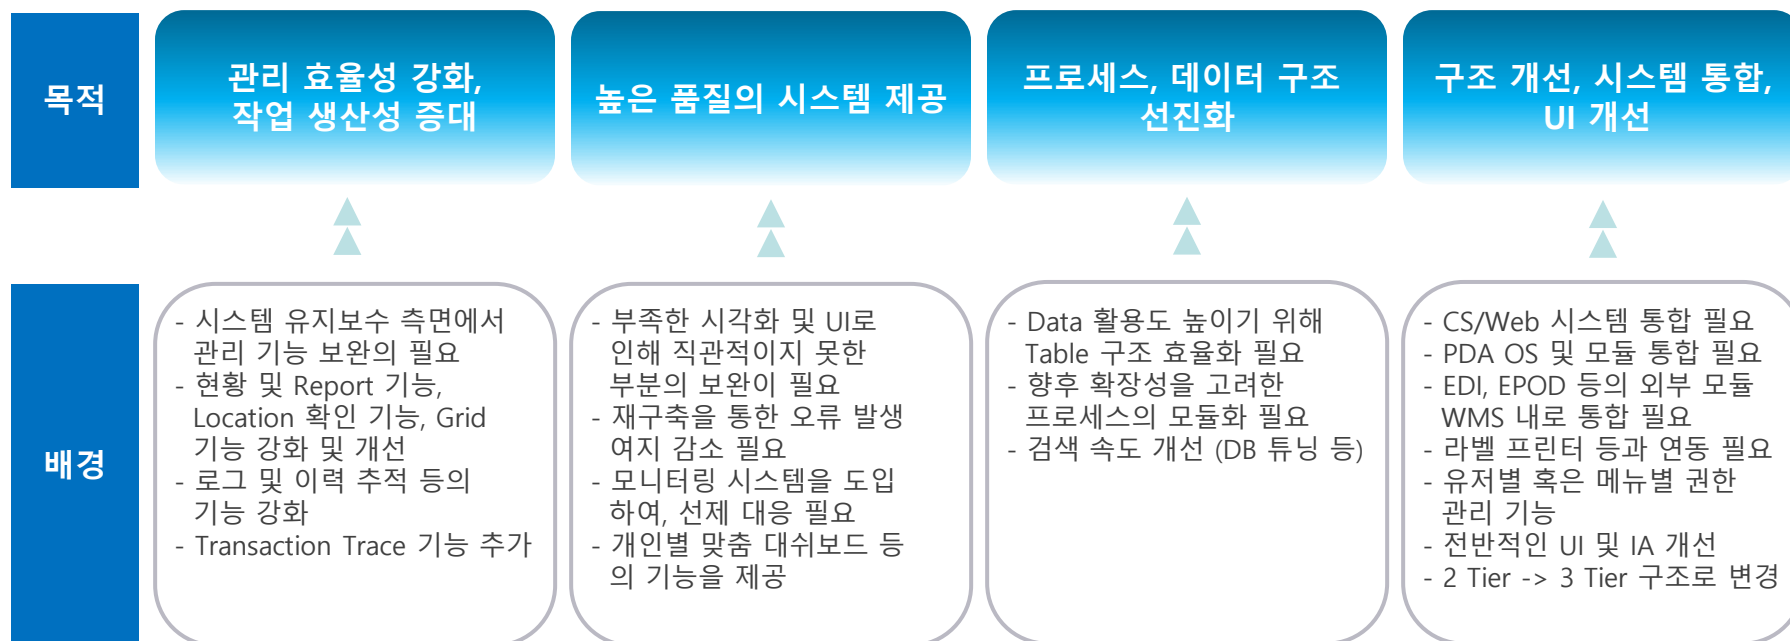 목적
관리 효율성 강화,
작업 생산성 증대
높은 품질의 시스템 제공
프로세스, 데이터 구조
선진화
구조 개선, 시스템 통합,
UI 개선
배경
- 시스템 유지보수 측면에서
관리 기능 보완의 필요
- 현황 및 Report 기능,
Location 확인 기능, Grid
기능 강화 및 개선
- 로그 및 이력 추적 등의
기능 강화
- Transaction Trace 기능 추가
- 부족한 시각화 및 UI로
인해 직관적이지 못한
부분의 보완이 필요
- 재구축을 통한 오류 발생
여지 감소 필요
- 모니터링 시스템을 도입
하여, 선제 대응 필요
- 개인별 맞춤 대쉬보드 등
의 기능을 제공
- Data 활용도 높이기 위해
Table 구조 효율화 필요
- 향후 확장성을 고려한
프로세스의 모듈화 필요
- 검색 속도 개선 (DB 튜닝 등)
- CS/Web 시스템 통합 필요
- PDA OS 및 모듈 통합 필요
- EDI, EPOD 등의 외부 모듈
WMS 내로 통합 필요
- 라벨 프린터 등과 연동 필요
- 유저별 혹은 메뉴별 권한
관리 기능
- 전반적인 UI 및 IA 개선
- 2 Tier -> 3 Tier 구조로 변경